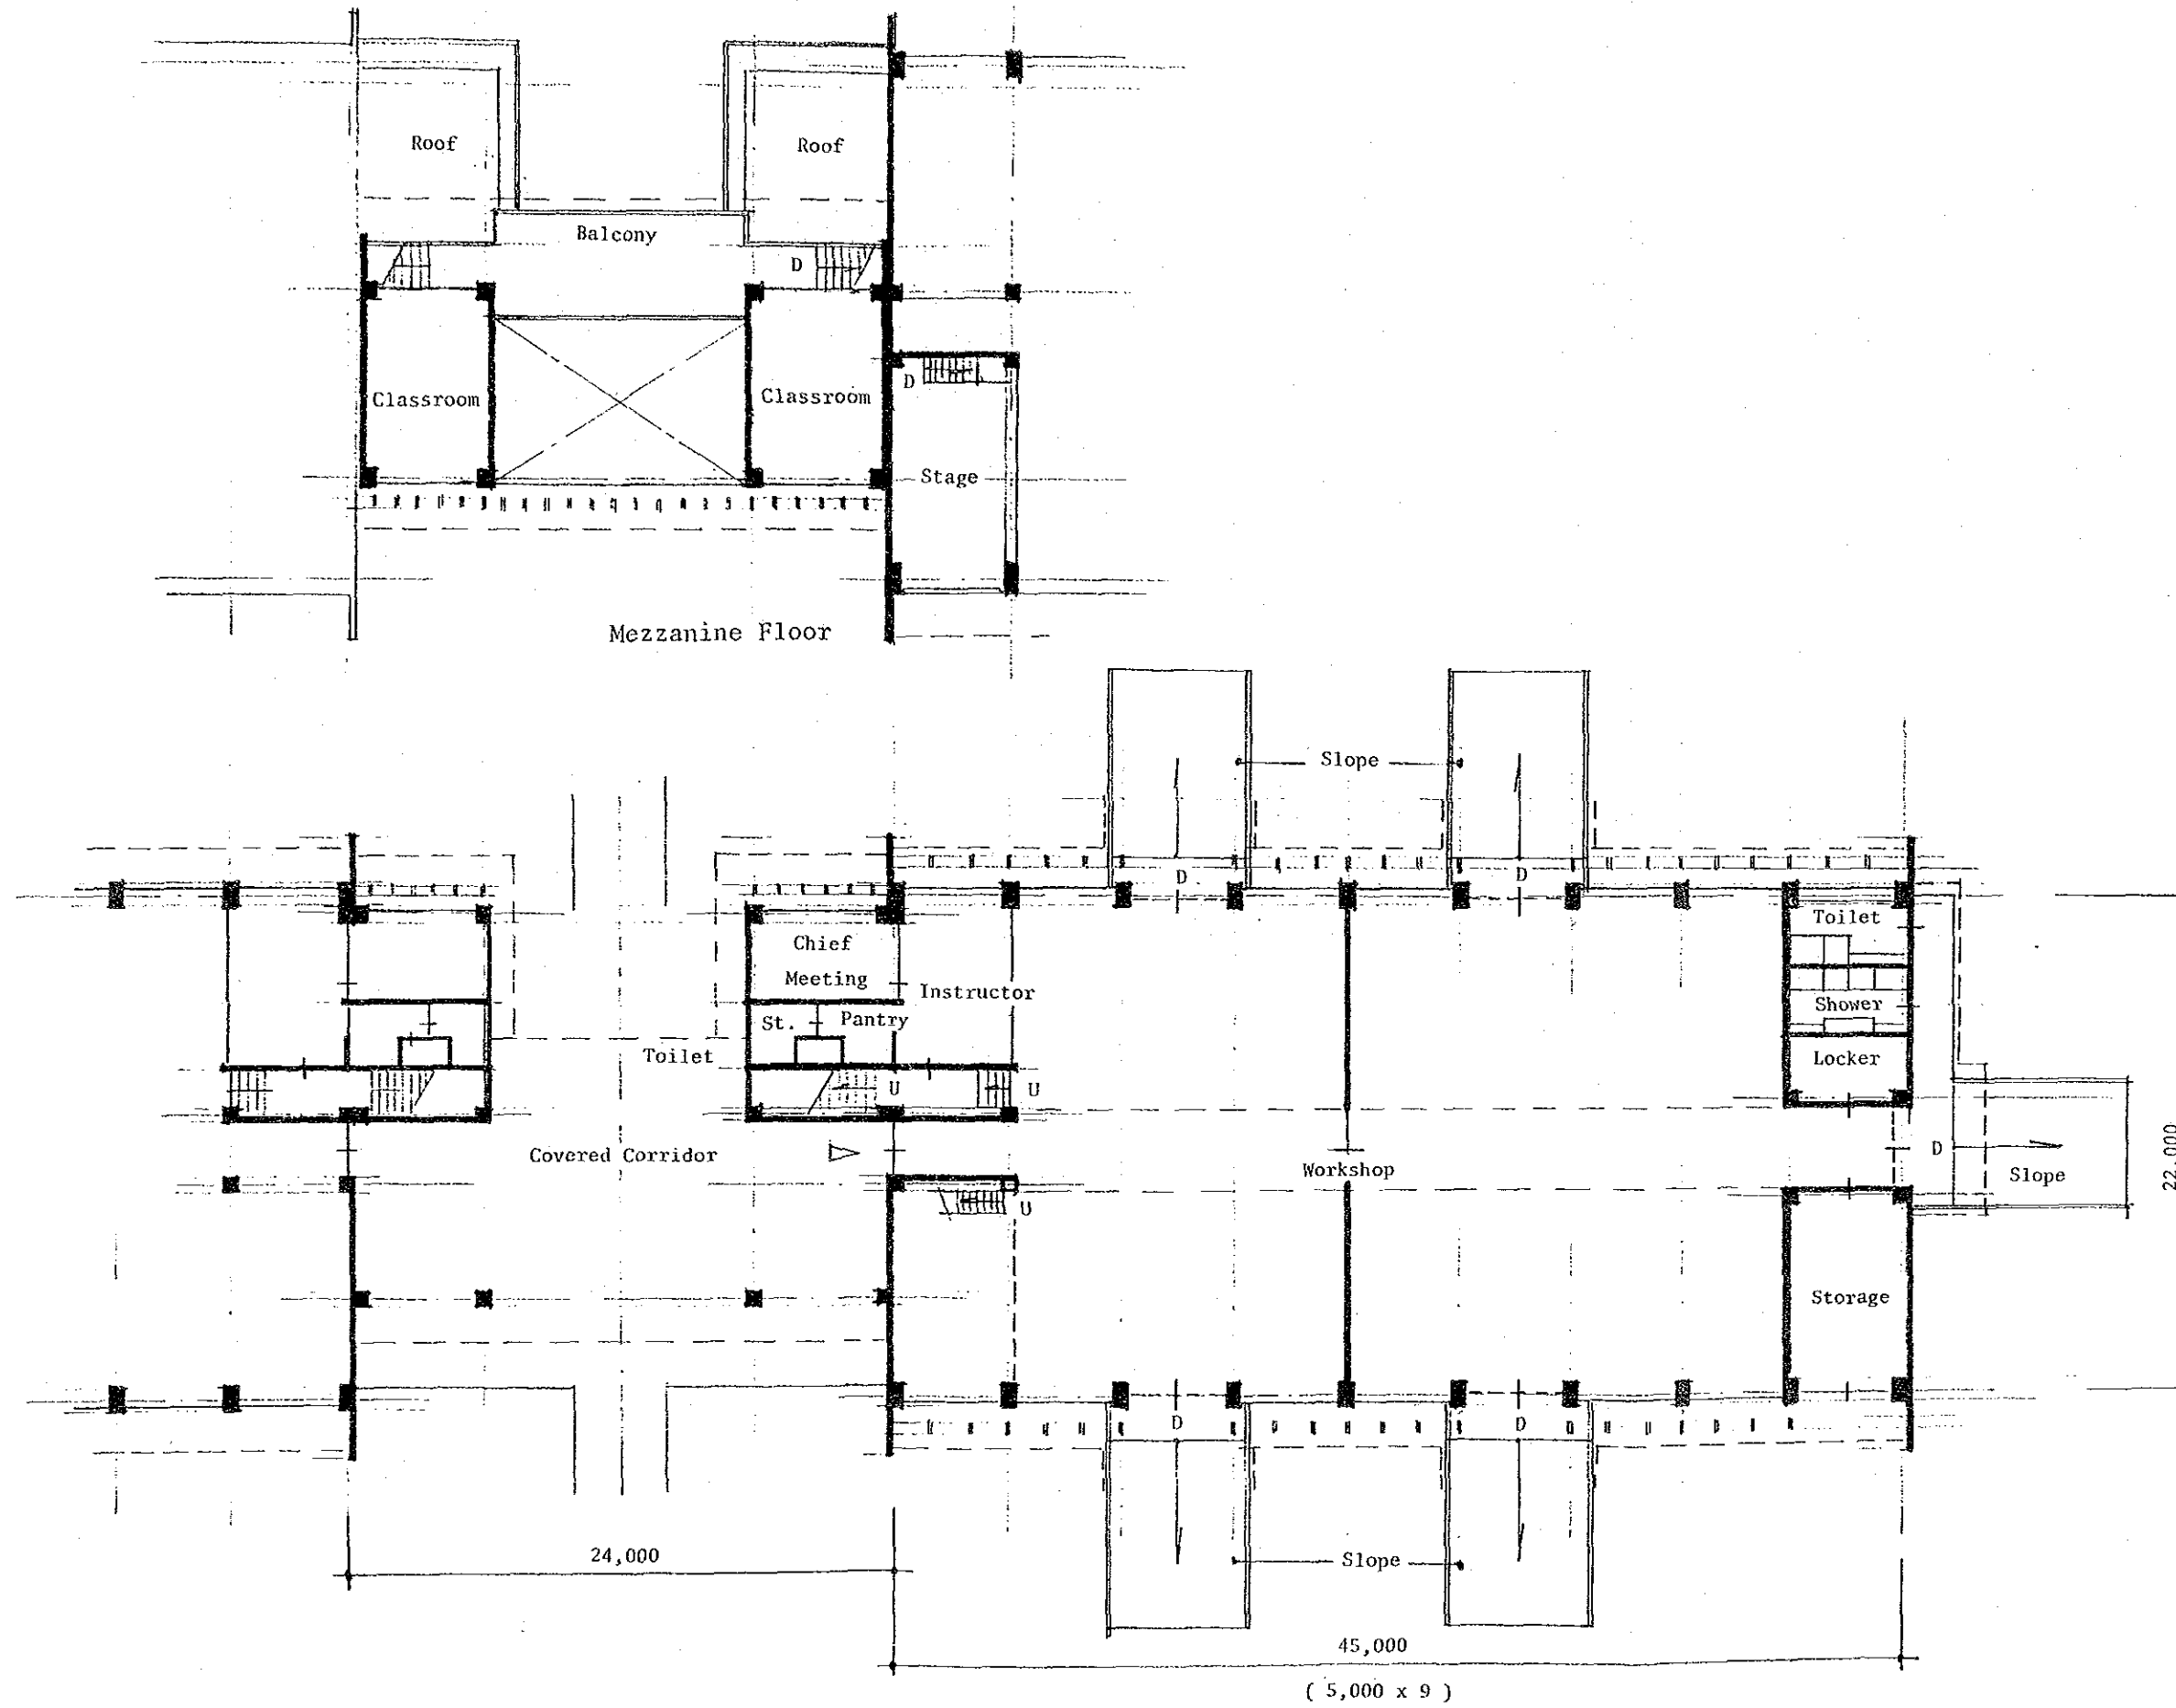 Roof
Roof
Balcony
D
D
Classroom
Classroom
Stage
Mezzanine Floor
Slope
D
D
Toilet
Chief
Meeting
Instructor
Shower
St.
Pantry
Toilet
Locker
U
U
Covered Corridor
Workshop
D
Slope
22,000
U
Storage
D
D
24,000
Slope
45,000
( 5,000 x 9 )